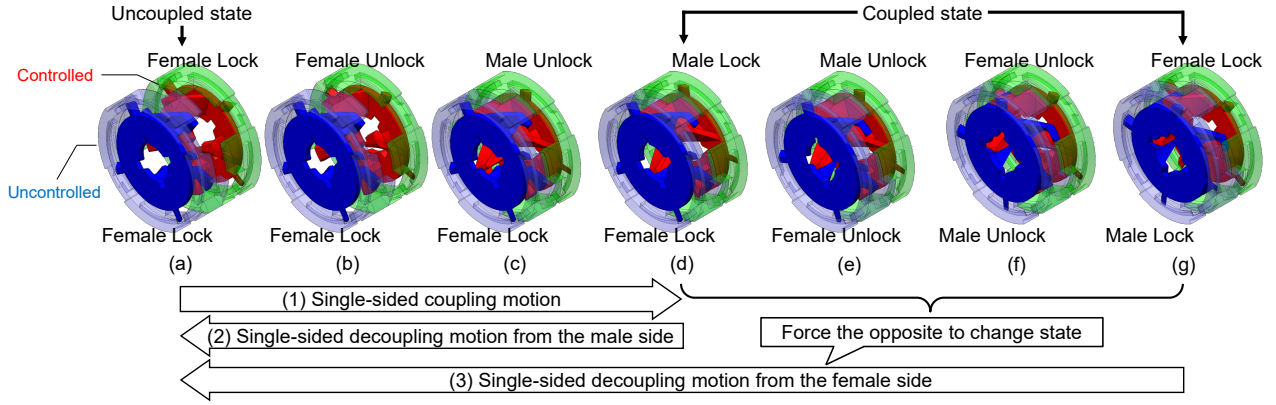 Uncoupled state
Coupled state
Female Lock
Female Unlock
Male Unlock
Male Lock
Male Unlock
Female Unlock
Female Lock
Controlled
Uncontrolled
Female Lock
Female Lock
Female Lock
Female Lock
Female Unlock
Male Unlock
Male Lock
(a)
(b)
(c)
(d)
(e)
(f)
(g)
(1) Single-sided coupling motion
(2) Single-sided decoupling motion from the male side
Force the opposite to change state
(3) Single-sided decoupling motion from the female side